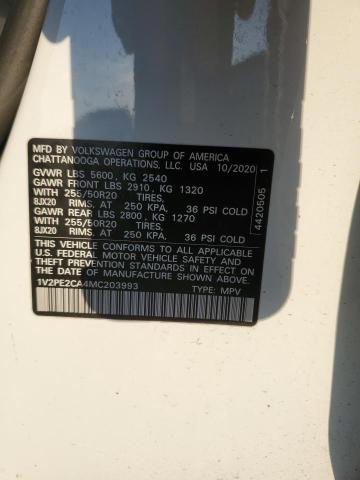 MFD BY VOLKSWAGEN GROUP OF AMERICA
CHATTANOOGA OPERATIONS, LLC. USA 10/2020
GVWR LBS 5600, KG 2540
GAWR FRONT LBS 2910, KG 1320
WITH 255/50R20 TIRES,
8JX20 RIMS, AT 250 KPA, 36 PSI COLD
GAWR REAR LBS 2800, KG 1270
WITH 255/50R20 TIRES,
8JX20 RIMS, AT 250 KPA, 36 PSI COLD
THIS VEHICLE CONFORMS TO ALL APPLICABLE
U.S. FEDERAL MOTOR VEHICLE SAFETY AND
THEFT PREVENTION STANDARDS IN EFFECT ON
THE DATE OF MANUFACTURE SHOWN ABOVE.
1V2PE2CA4MC203993
TYPE: MPV
4420505 1